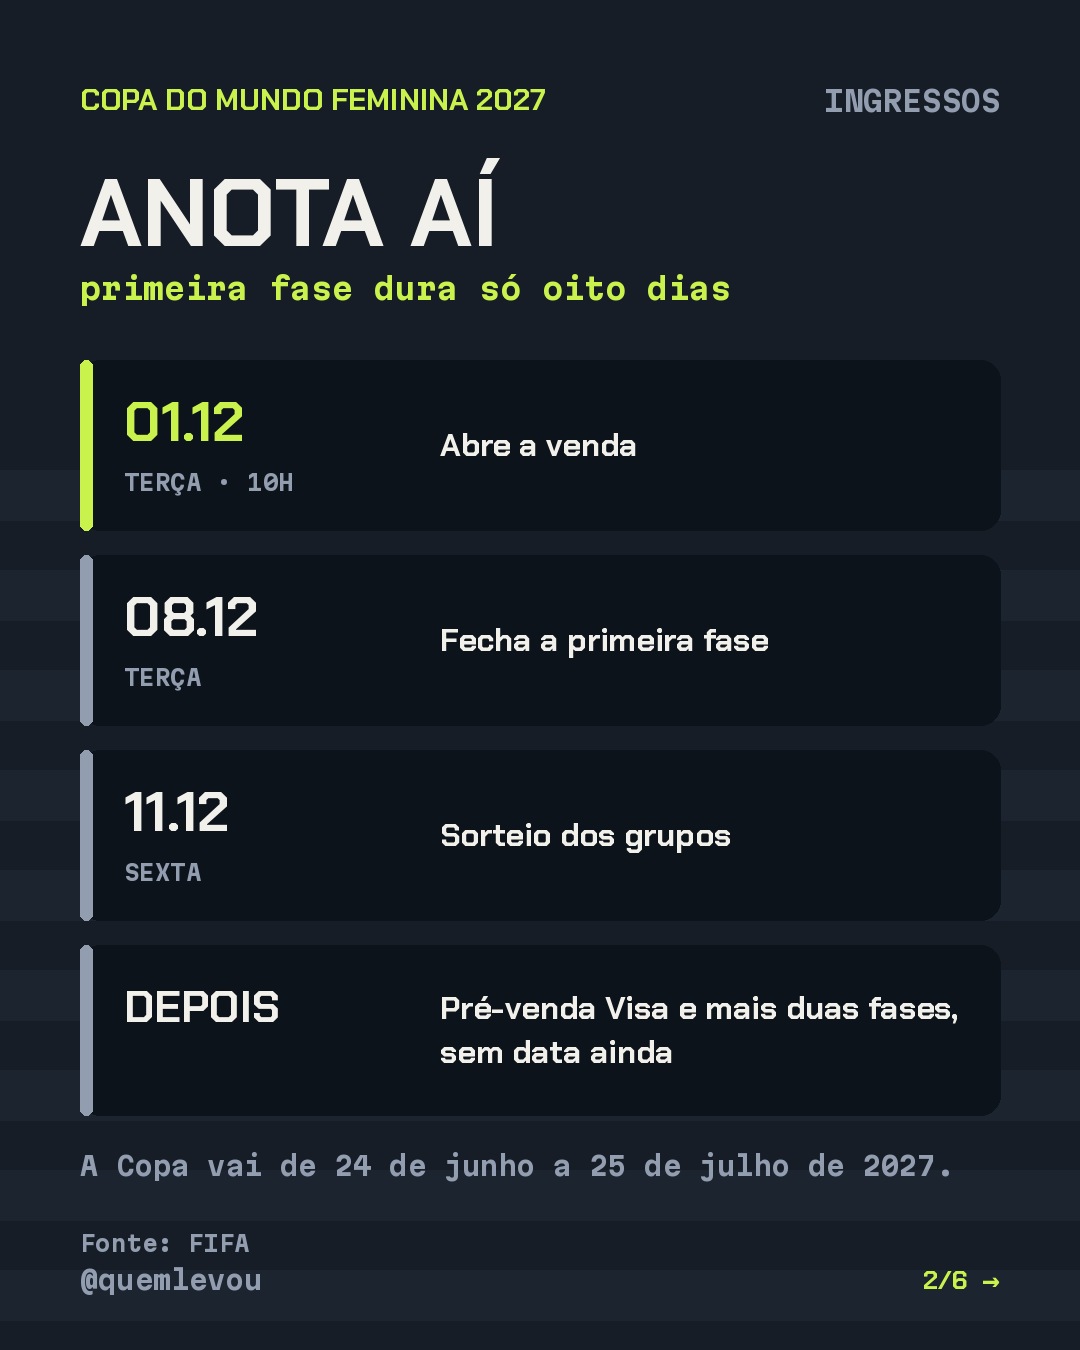 COPA DO MUNDO FEMININA 2027
INGRESSOS
ANOTA AÍ
primeira fase dura só oito dias
01.12
TERÇA · 10H
Abre a venda
08.12
TERÇA
Fecha a primeira fase
11.12
SEXTA
Sorteio dos grupos
DEPOIS
Pré-venda Visa e mais duas fases,
sem data ainda
A Copa vai de 24 de junho a 25 de julho de 2027.
Fonte: FIFA
@quemlevou
2/6 →